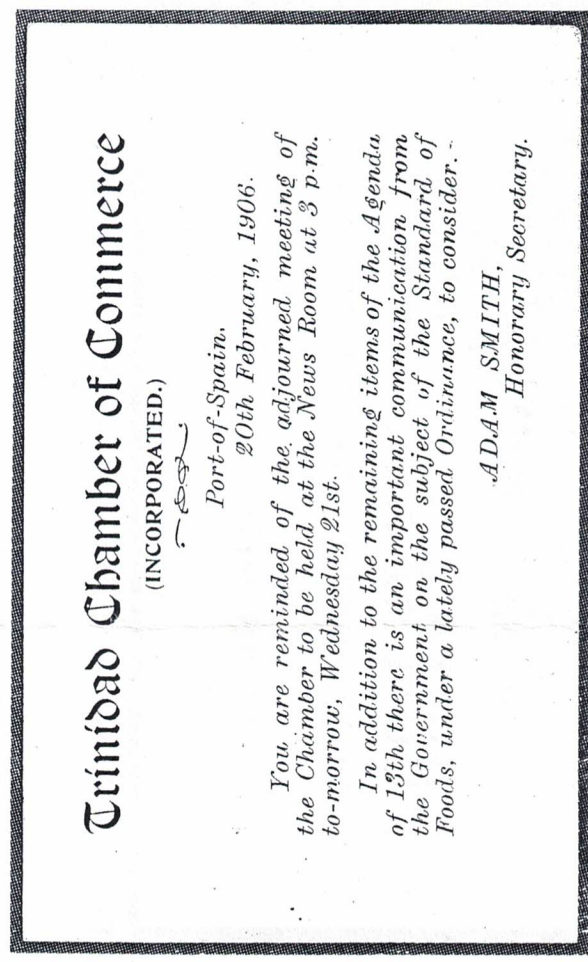 Trinidad Chamber of Commerce
(INCORPORATED.)
Port-of-Spain,
20th February, 1906.
You are reminded of the adjourned meeting of
the Chamber to be held at the News Room at 3 p.m.
to-morrow, Wednesday 21st.
In addition to the remaining items of the Agenda
of 13th there is an important communication from
the Government on the subject of the Standard of
Foods, under a lately passed Ordinance, to consider. -
ADAM SMITH,
Honorary Secretary.